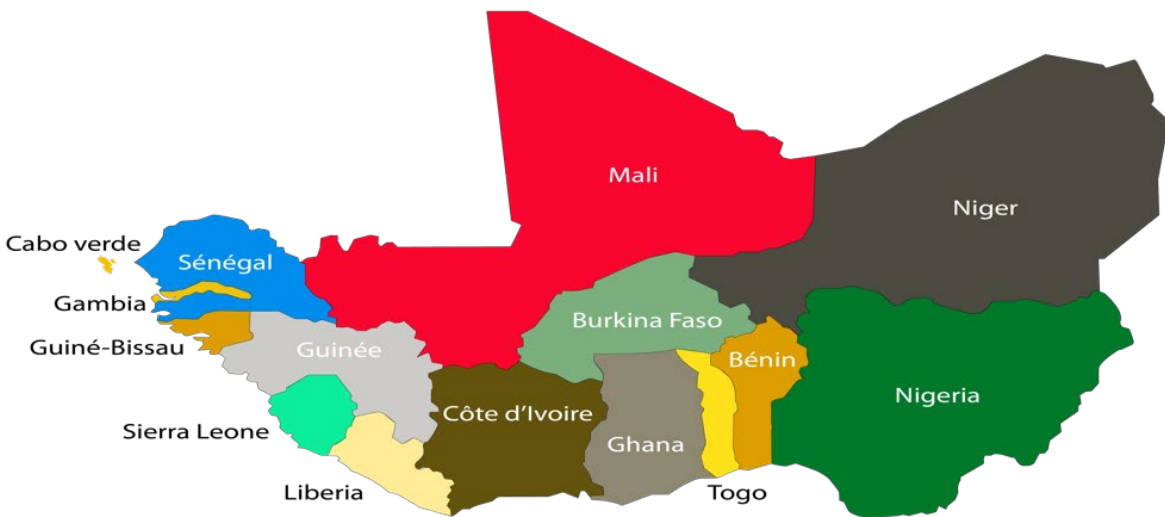 Mali
Niger
Cabo verde
Sénégal
Gambia
Burkina Faso
Guiné-Bissau
Guinée
Bénin
Nigeria
Côte d'Ivoire
Sierra Leone
Ghana
Liberia
Togo